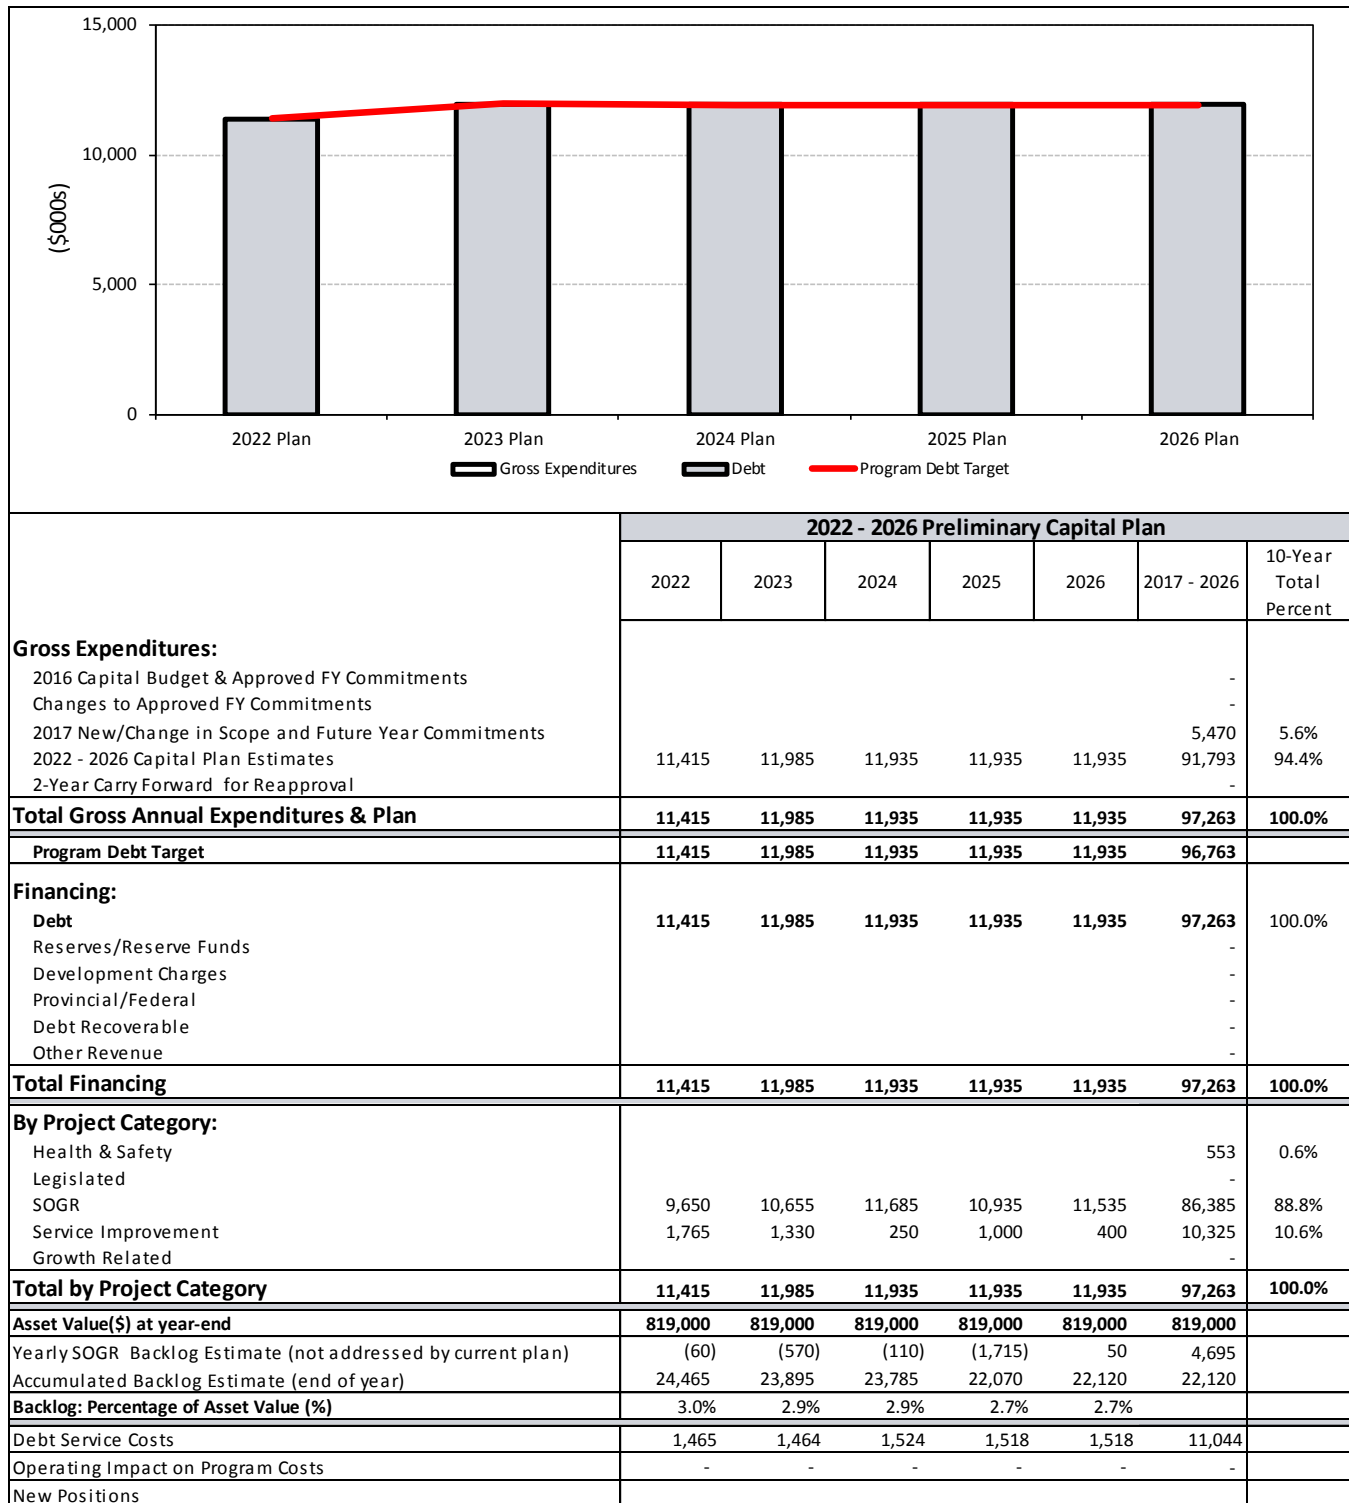 15,000
10,000
5,000
0
($000s)
2022 Plan 2023 Plan 2024 Plan 2025 Plan 2026 Plan
Gross Expenditures Debt Program Debt Target
2022 - 2026 Preliminary Capital Plan
2022 2023 2024 2025 2026 2017 - 2026 10-Year Total Percent
Gross Expenditures:
2016 Capital Budget & Approved FY Commitments -
Changes to Approved FY Commitments -
2017 New/Change in Scope and Future Year Commitments 5,470 5.6%
2022 - 2026 Capital Plan Estimates 11,415 11,985 11,935 11,935 11,935 91,793 94.4%
2-Year Carry Forward for Reapproval -
Total Gross Annual Expenditures & Plan 11,415 11,985 11,935 11,935 11,935 97,263 100.0%
Program Debt Target 11,415 11,985 11,935 11,935 11,935 96,763
Financing:
Debt 11,415 11,985 11,935 11,935 11,935 97,263 100.0%
Reserves/Reserve Funds -
Development Charges -
Provincial/Federal -
Debt Recoverable -
Other Revenue -
Total Financing 11,415 11,985 11,935 11,935 11,935 97,263 100.0%
By Project Category:
Health & Safety 553 0.6%
Legislated -
SOGR 9,650 10,655 11,685 10,935 11,535 86,385 88.8%
Service Improvement 1,765 1,330 250 1,000 400 10,325 10.6%
Growth Related -
Total by Project Category 11,415 11,985 11,935 11,935 11,935 97,263 100.0%
Asset Value($) at year-end 819,000 819,000 819,000 819,000 819,000 819,000
Yearly SOGR Backlog Estimate (not addressed by current plan) (60) (570) (110) (1,715) 50 4,695
Accumulated Backlog Estimate (end of year) 24,465 23,895 23,785 22,070 22,120 22,120
Backlog: Percentage of Asset Value (%) 3.0% 2.9% 2.9% 2.7% 2.7%
Debt Service Costs 1,465 1,464 1,524 1,518 1,518 11,044
Operating Impact on Program Costs - - - - - -
New Positions